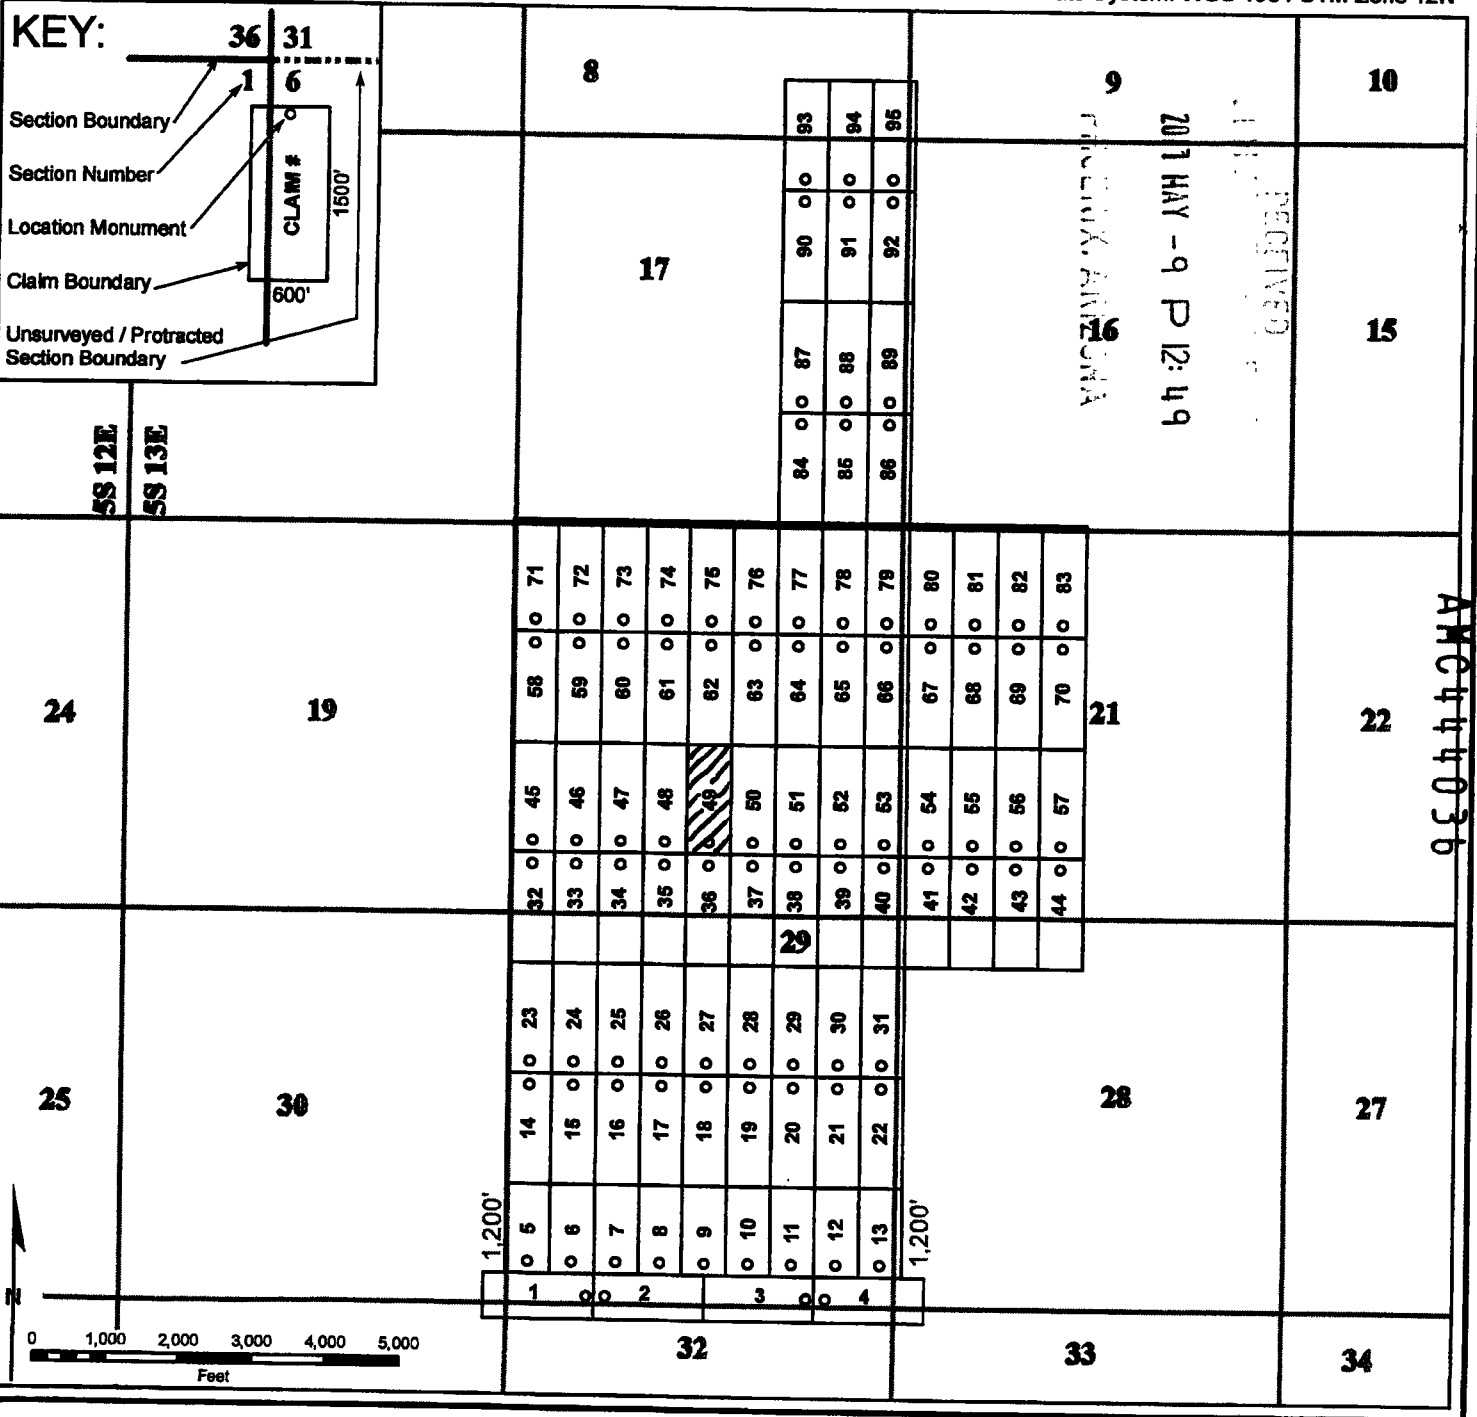 KEY:
36 31
1 6
Section Boundary
Section Number
Location Monument
Claim Boundary
Unsurveyed / Protracted
Section Boundary
CLAIM #
1500'
600'
8
9
10
93 94 95
17
90 91 92
16
15
87 88 89
84 85 86
RECEIVED
2017 MAY -9 P 12:49
PHOENIX, ARIZONA
5S 12E
5S 13E
71 72 73 74 75 76 77 78 79 80 81 82 83
58 59 60 61 62 63 64 65 66 67 68 69 70
24
19
21
22
AMC444036
45 46 47 48 49 50 51 52 53 54 55 56 57
32 33 34 35 36 37 38 39 40 41 42 43 44
29
23 24 25 26 27 28 29 30 31
25
30
28
27
14 15 16 17 18 19 20 21 22
1,200'
5 6 7 8 9 10 11 12 13
1,200'
1 2 3 4
N
0 1,000 2,000 3,000 4,000 5,000
Feet
32
33
34